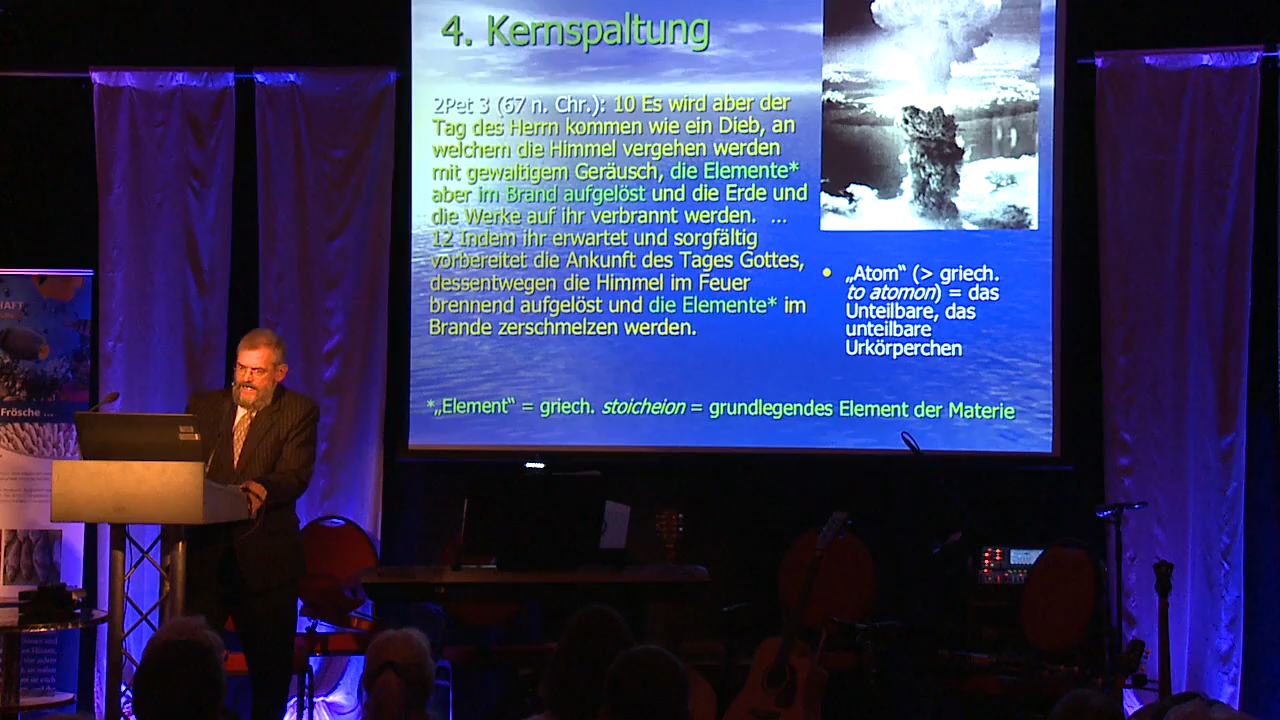 4. Kernspaltung
2Pet 3 (67 n. Chr.): 10 Es wird aber der
Tag des Herrn kommen wie ein Dieb, an
welchem die Himmel vergehen werden
mit gewaltigem Geräusch, die Elemente*
aber im Brand aufgelöst und die Erde und
die Werke auf ihr verbrannt werden. ...
12 Indem ihr erwartet und sorgfältig
vorbereitet die Ankunft des Tages Gottes,
dessentwegen die Himmel im Feuer
brennend aufgelöst und die Elemente* im
Brande zerschmelzen werden.
„Atom“ (> griech.
to atomon) = das
Unteilbare, das
unteilbare
Urkörperchen
*„Element“ = griech. stoicheion = grundlegendes Element der Materie
Frösche ...